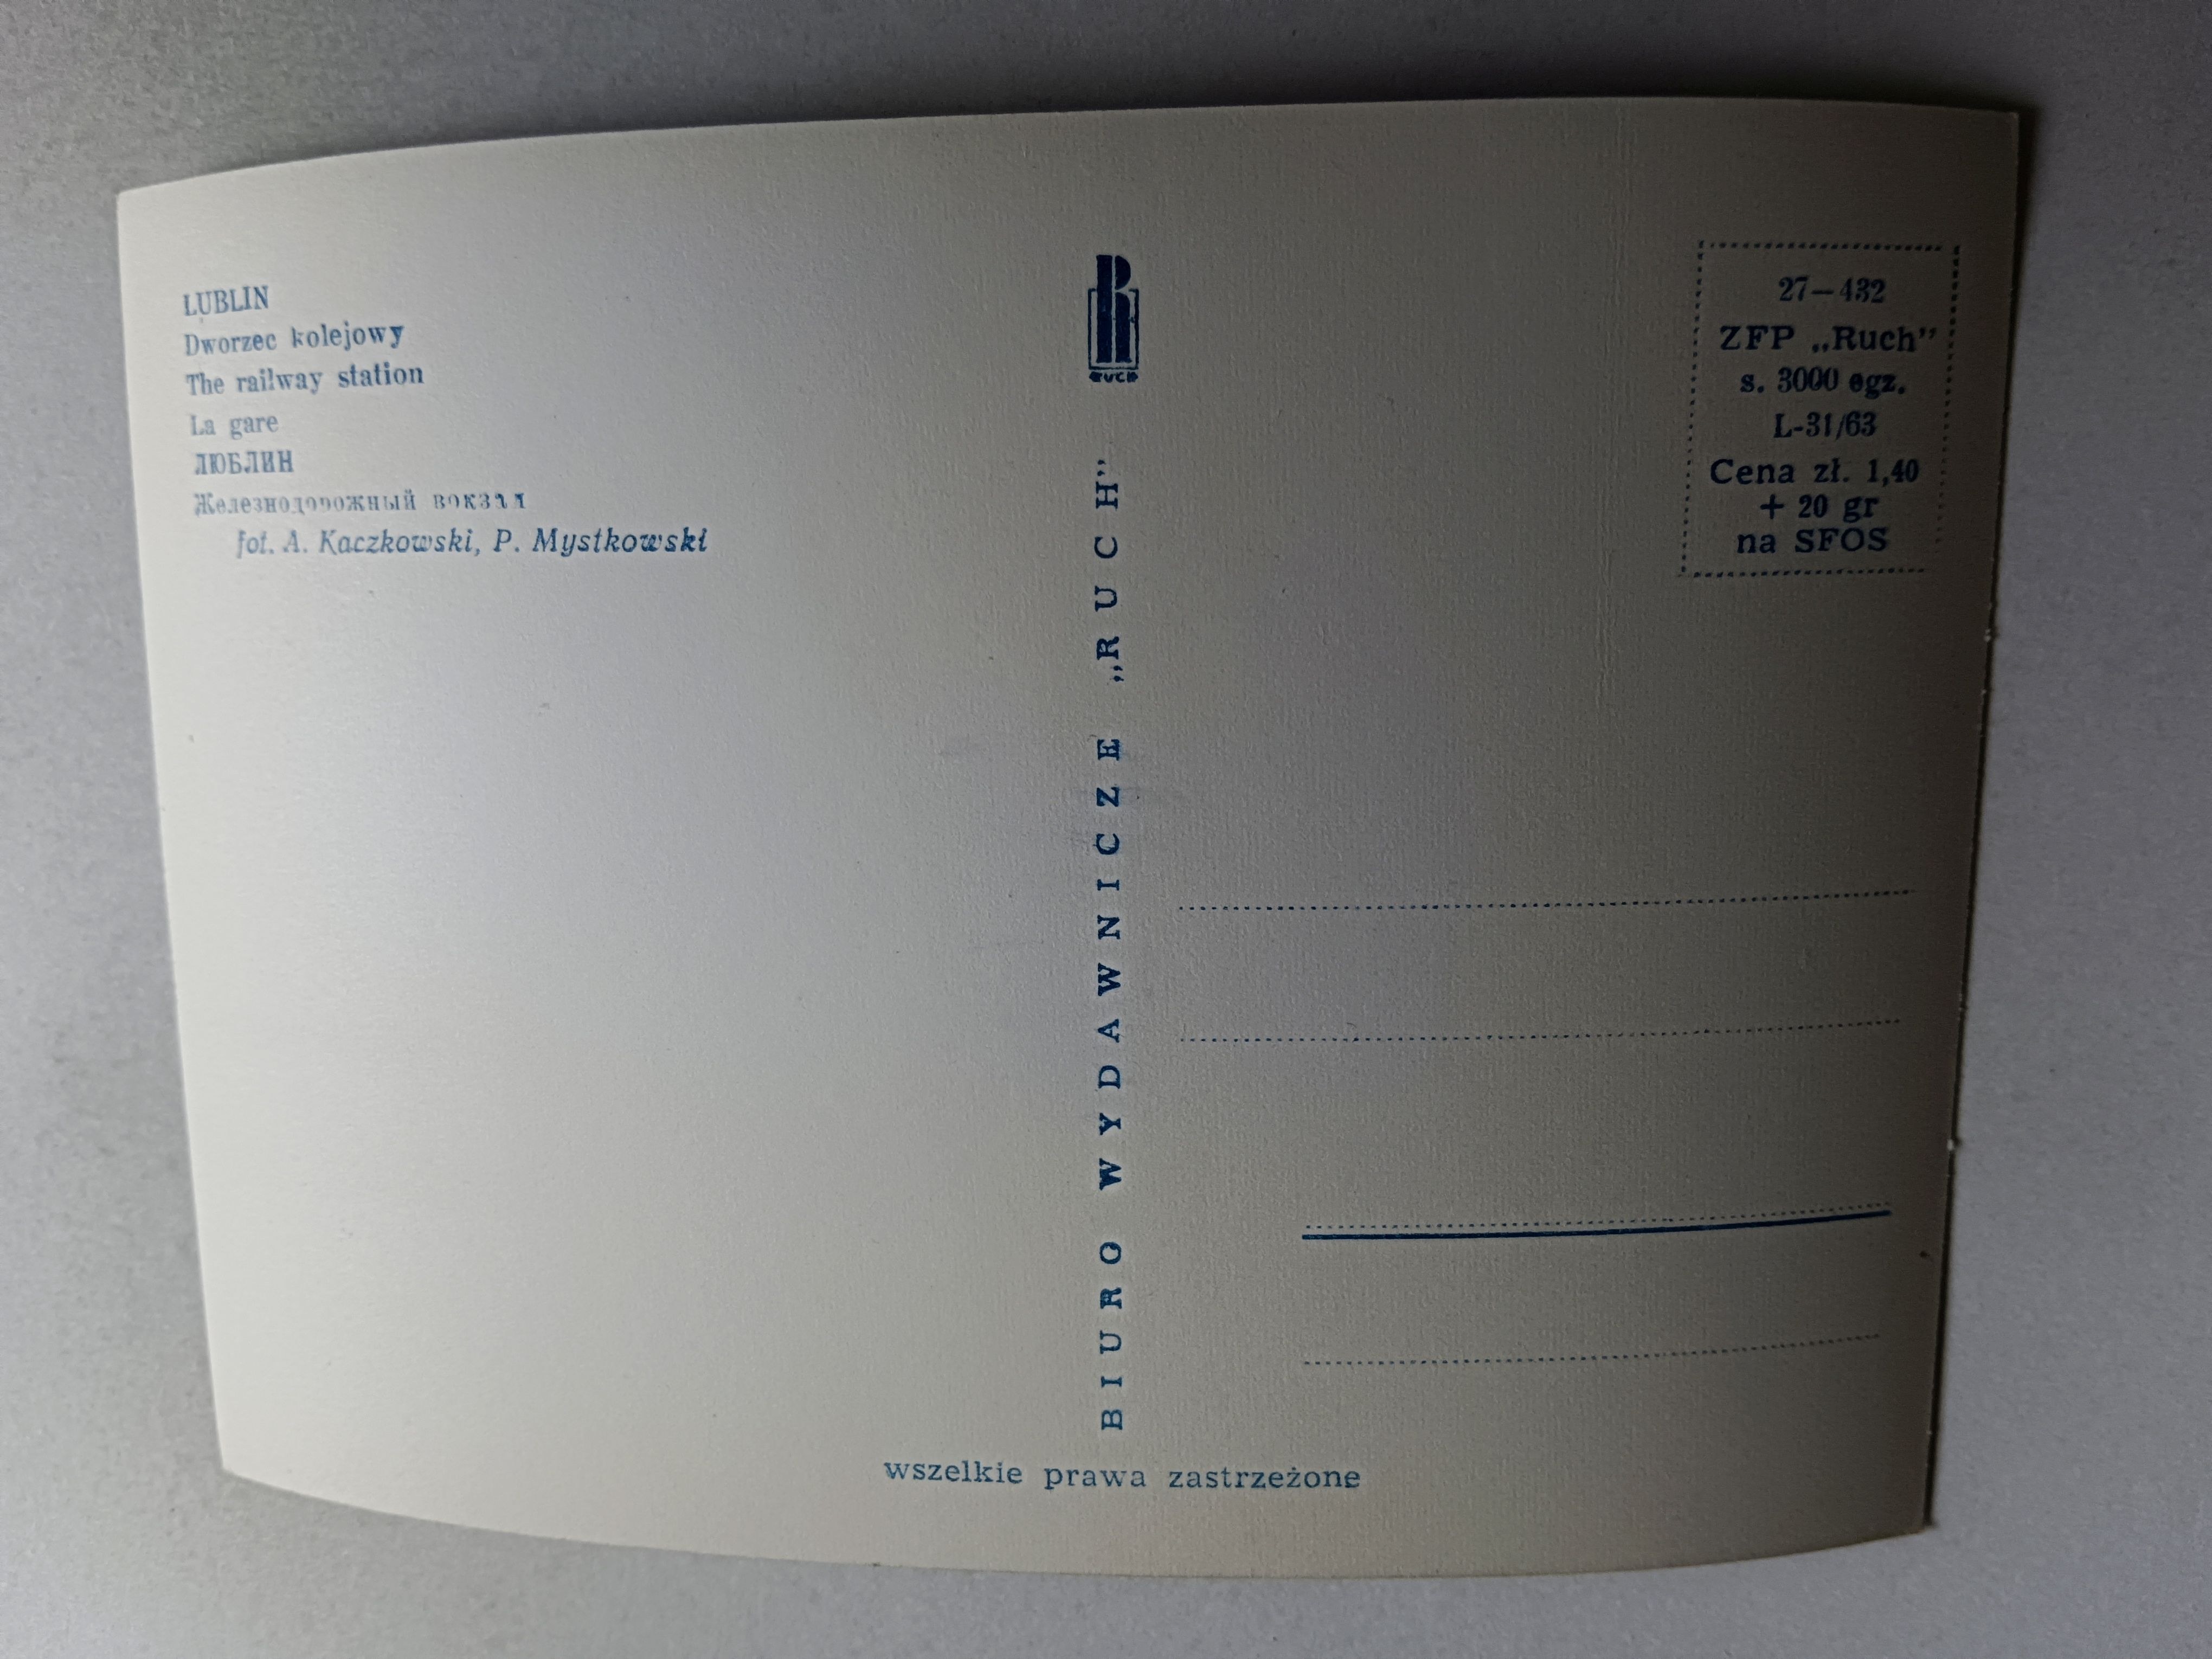 LUBLIN
Dworzec kolejowy
The railway station
La gare
ЛЮБЛИН
Железнодорожный вокзал
fot. A. Kaczkowski, P. Mystkowski
RUCH
BIURO WYDAWNICZE „RUCH”
27—432
ZFP „Ruch”
s. 3000 egz.
L-31/63
Cena zł. 1,40
+ 20 gr
na SFOS
wszelkie prawa zastrzeżone